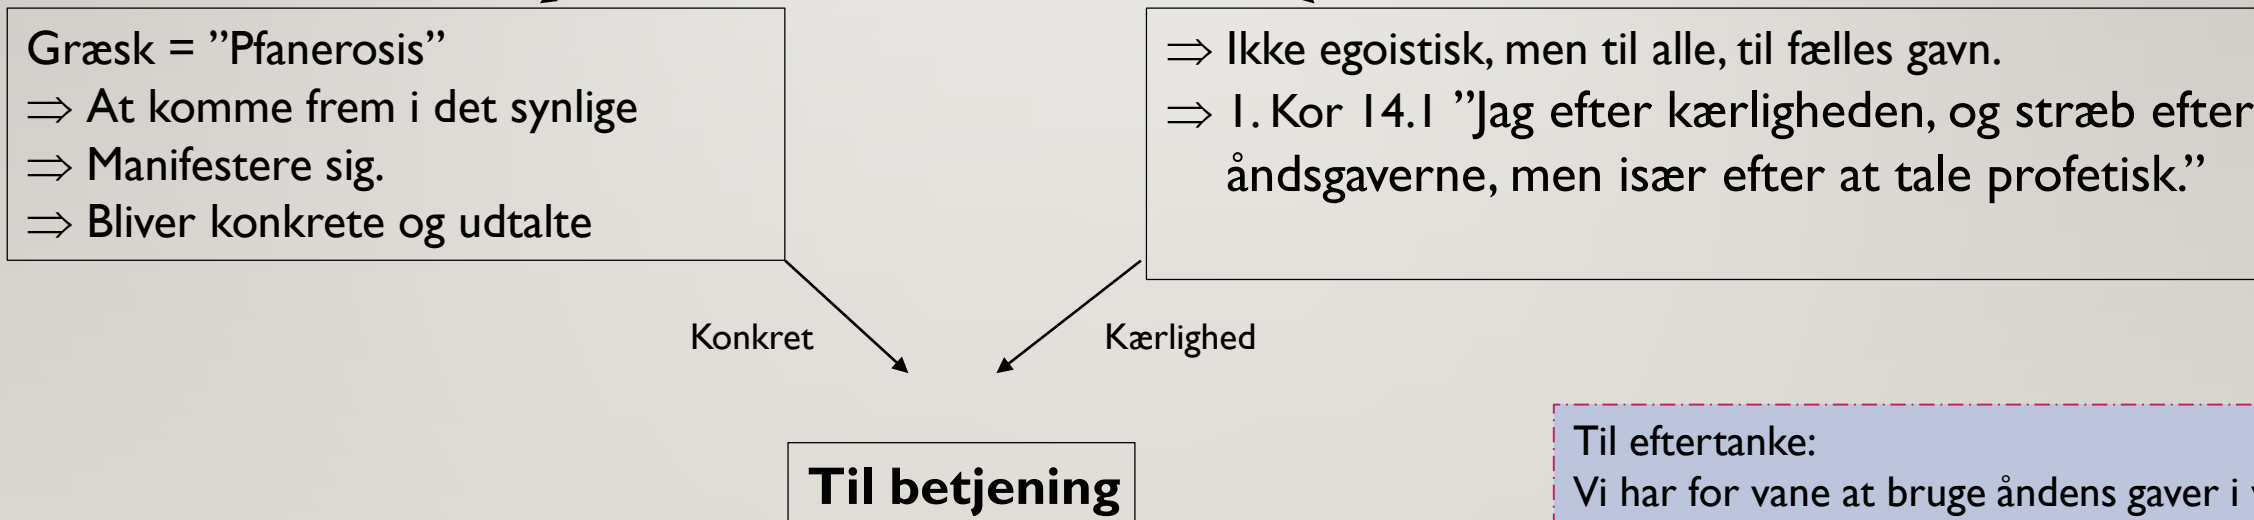 Græsk = ”Pfanerosis”
⇒ At komme frem i det synlige
⇒ Manifestere sig.
⇒ Bliver konkrete og udtalte
⇒ Ikke egoistisk, men til alle, til fælles gavn.
⇒ 1. Kor 14.1 ”Jag efter kærligheden, og stræb efter
åndsgaverne, men især efter at tale profetisk.”
Konkret
Kærlighed
Til betjening
Til eftertanke:
Vi har for vane at bruge åndens gaver i